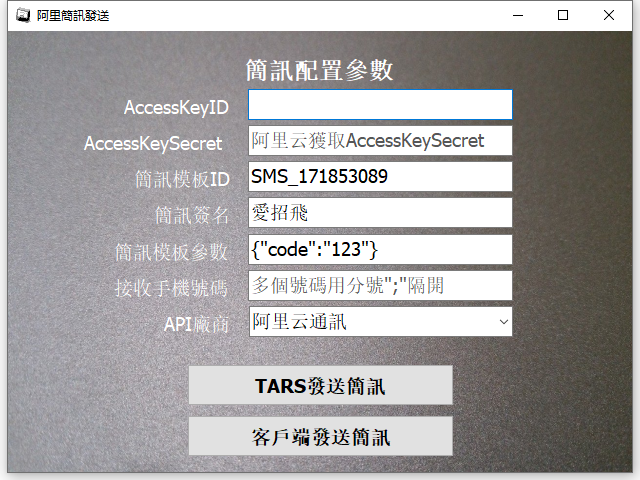 阿里簡訊發送
簡訊配置參數
AccessKeyID
AccessKeySecret 阿里云獲取AccessKeySecret
簡訊模板ID SMS_171853089
簡訊簽名 愛招飛
簡訊模板參數 {"code":"123"}
接收手機號碼 多個號碼用分號";"隔開
API廠商 阿里云通訊
TARS發送簡訊
客戶端發送簡訊